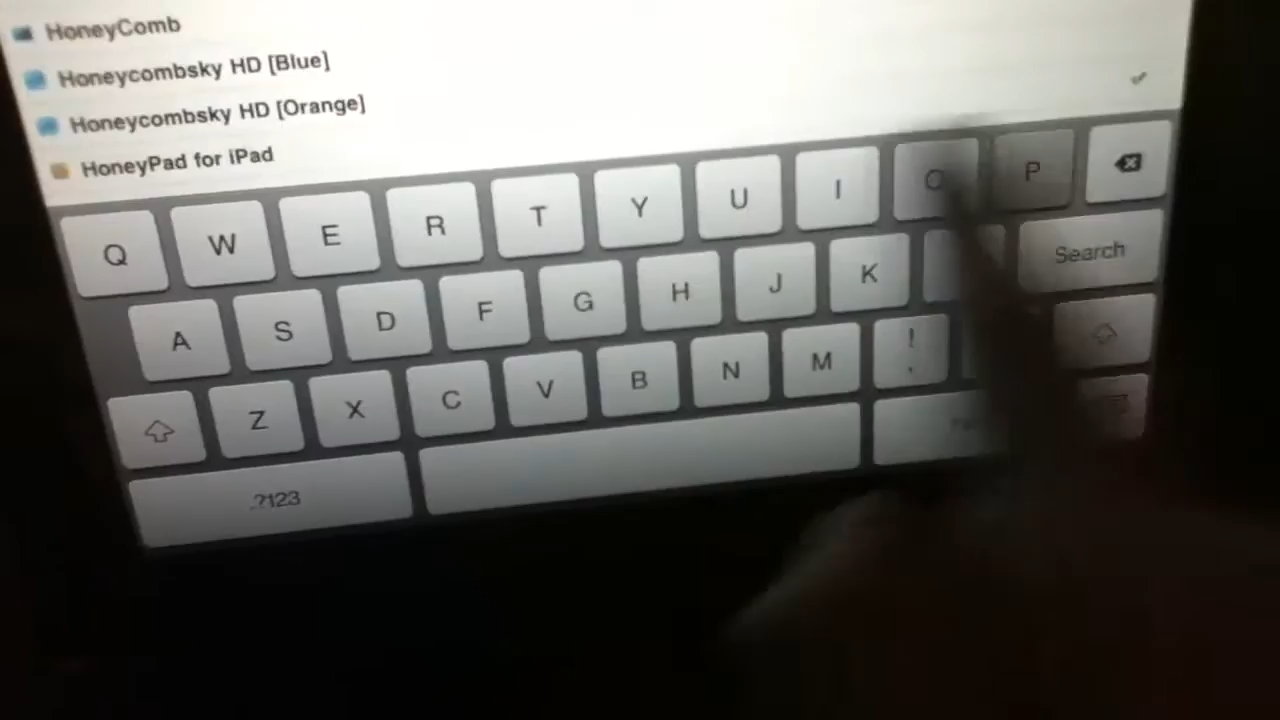 HoneyComb
Honeycombsky HD [Blue]
Honeycombsky HD [Orange]
HoneyPad for iPad
Q W E R T Y U I O P
A S D F G H J K Search
Z X C V B N M ! .
.?123